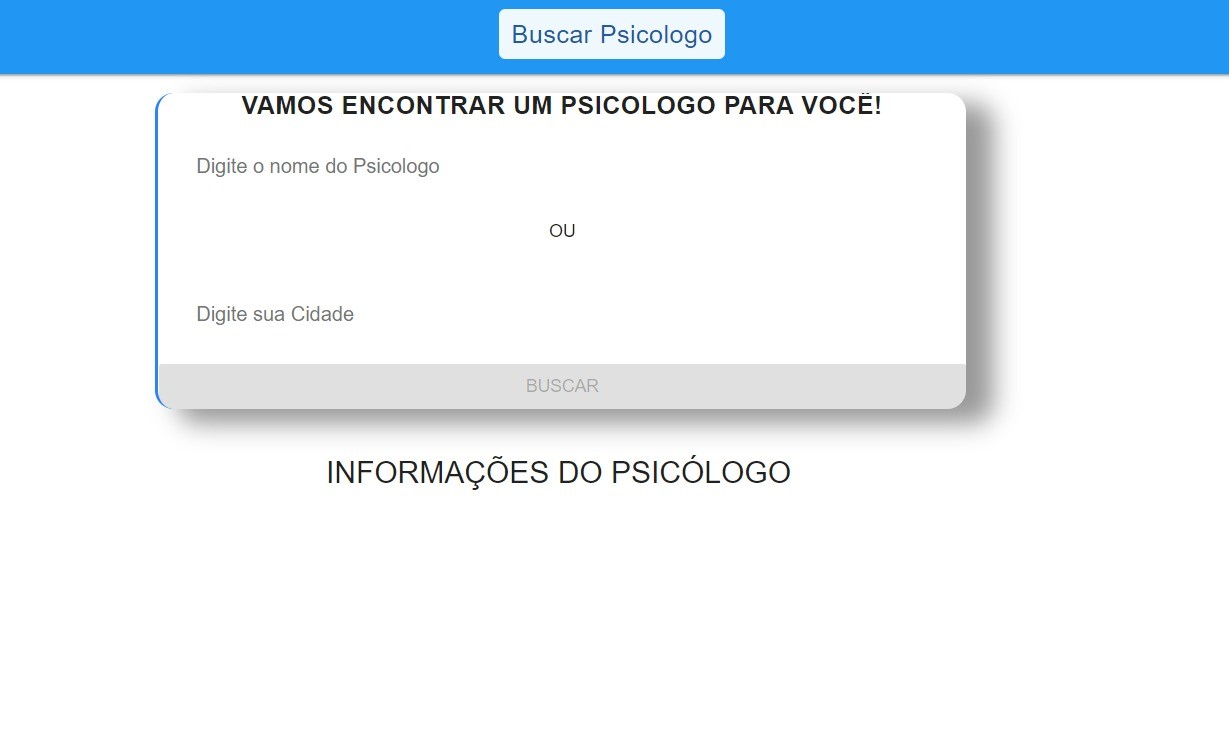 Buscar Psicologo
VAMOS ENCONTRAR UM PSICOLOGO PARA VOCÊ!
Digite o nome do Psicologo
OU
Digite sua Cidade
BUSCAR
INFORMAÇÕES DO PSICÓLOGO